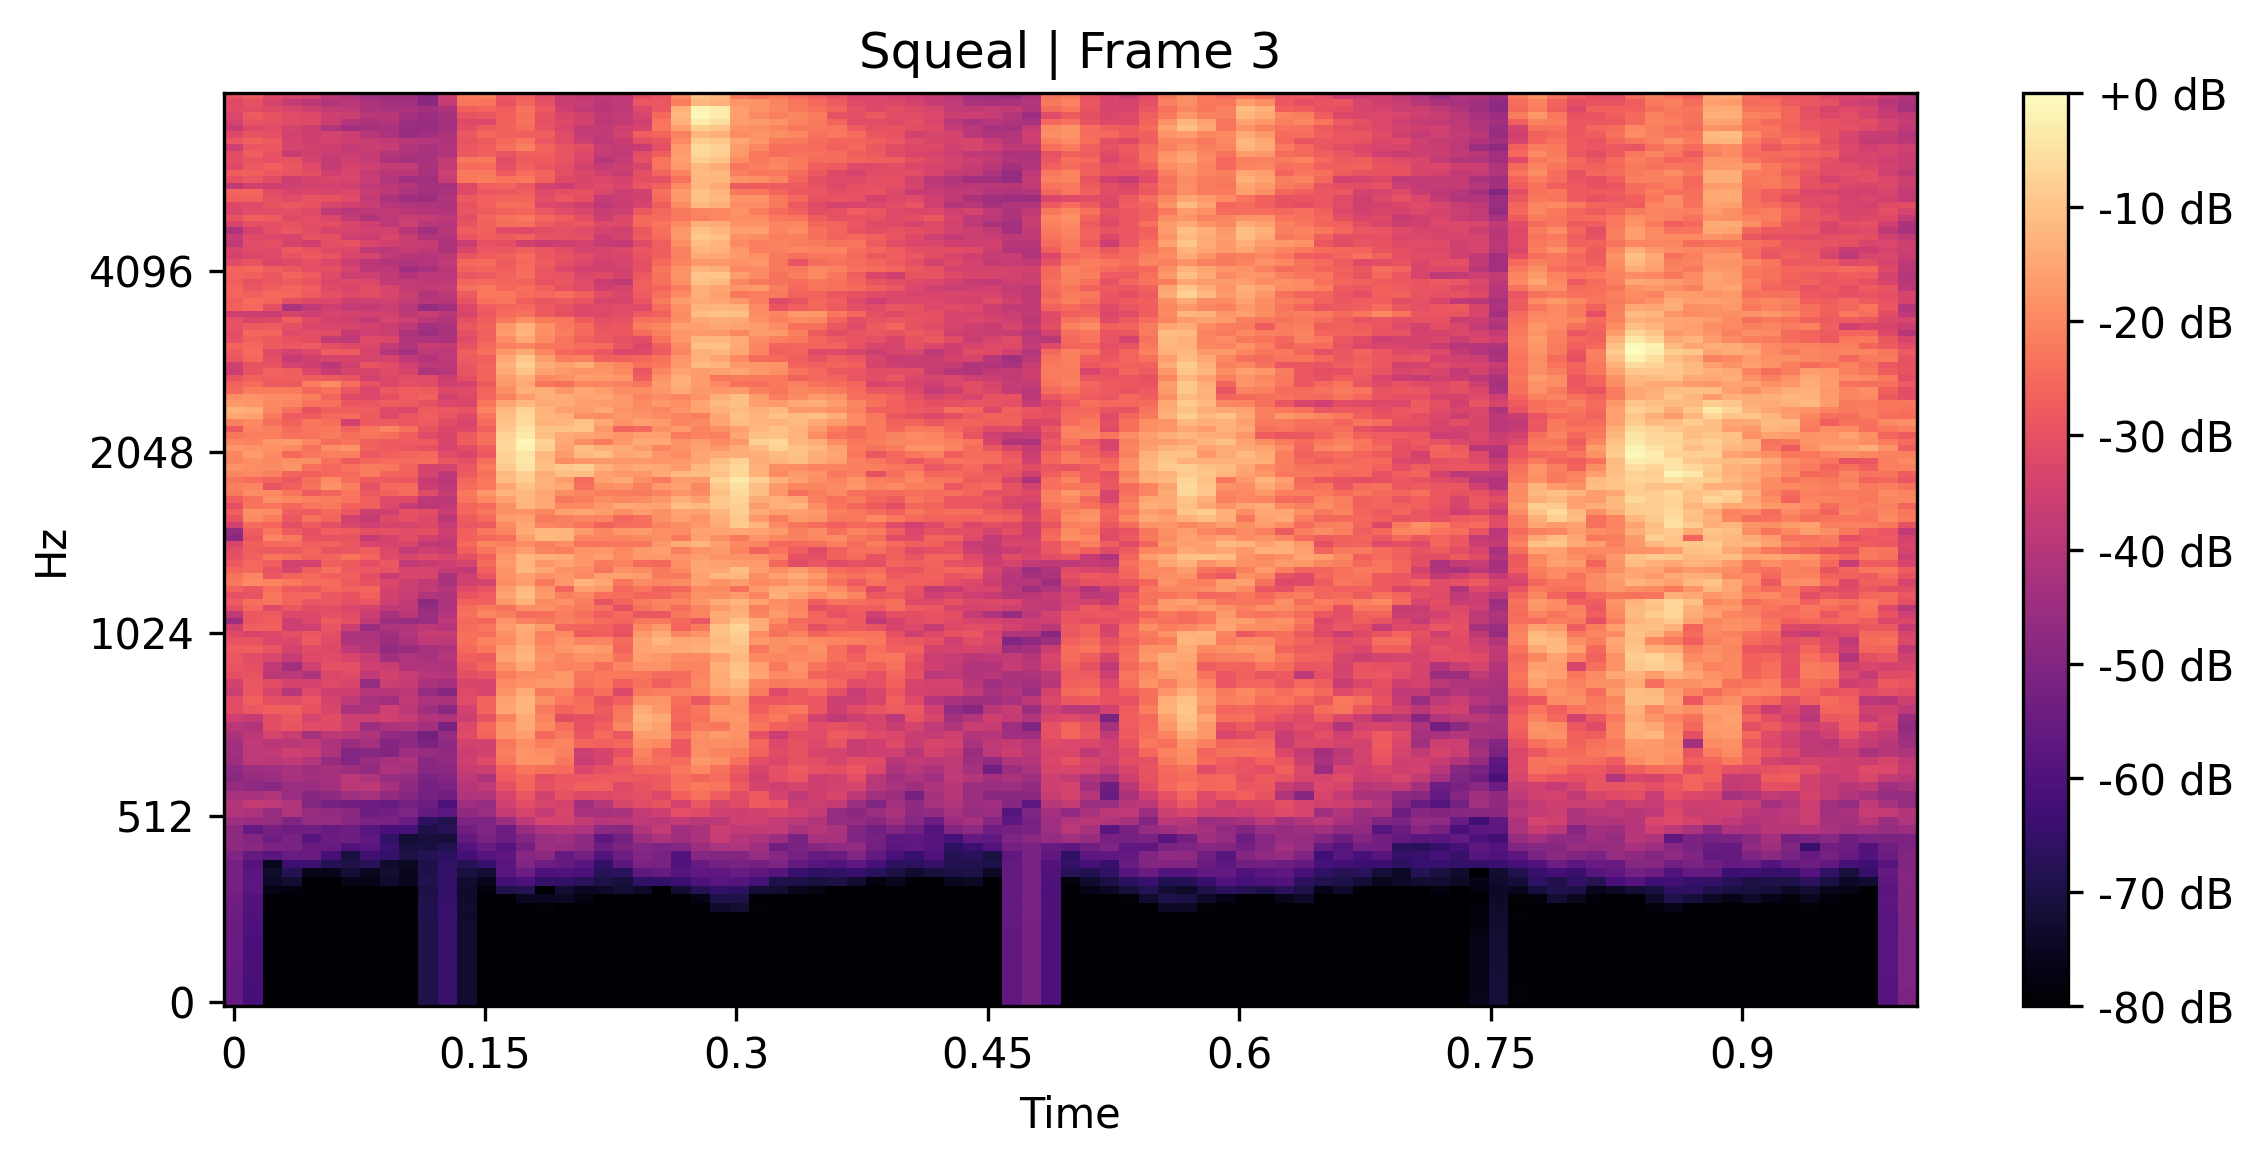 Squeal | Frame 3
Hz
4096
2048
1024
512
0
0 0.15 0.3 0.45 0.6 0.75 0.9
Time
+0 dB
-10 dB
-20 dB
-30 dB
-40 dB
-50 dB
-60 dB
-70 dB
-80 dB